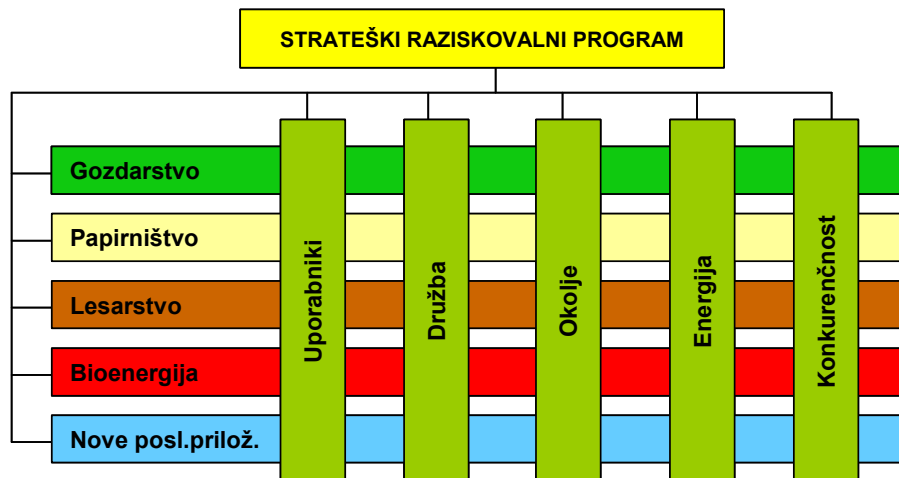 STRATEŠKI RAZISKOVALNI PROGRAM
Gozdarstvo
Papirništvo
Lesarstvo
Bioenergija
Nove posl.prilož.
Uporabniki
Družba
Okolje
Energija
Konkurenčnost